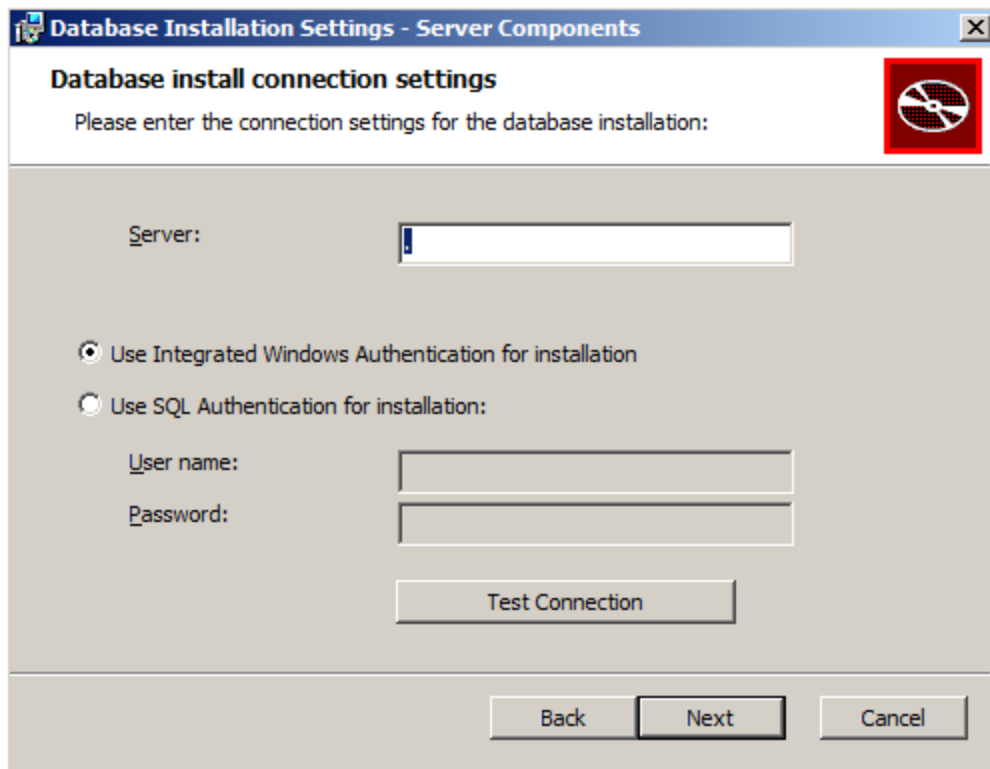 Database Installation Settings - Server Components
Database install connection settings
Please enter the connection settings for the database installation:
Server:
.
Use Integrated Windows Authentication for installation
Use SQL Authentication for installation:
User name:
Password:
Test Connection
Back Next Cancel